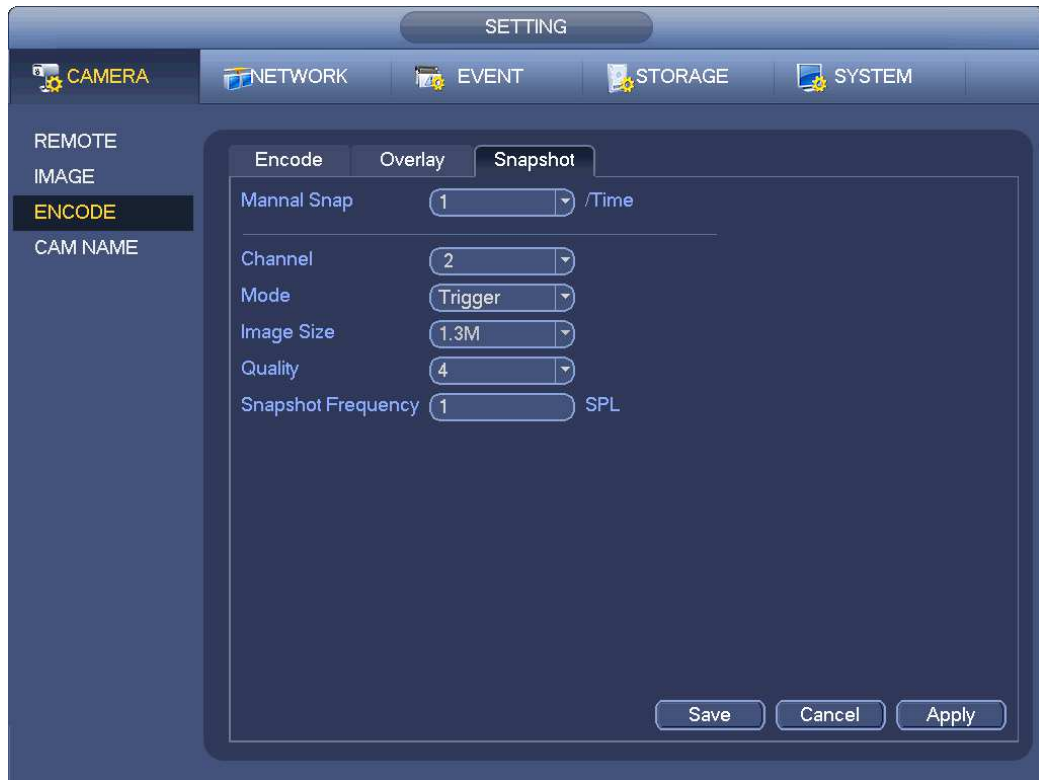 SETTING
CAMERA NETWORK EVENT STORAGE SYSTEM
REMOTE
IMAGE
ENCODE
CAM NAME
Encode Overlay Snapshot
Mannal Snap 1 /Time
Channel 2
Mode Trigger
Image Size 1.3M
Quality 4
Snapshot Frequency 1 SPL
Save Cancel Apply